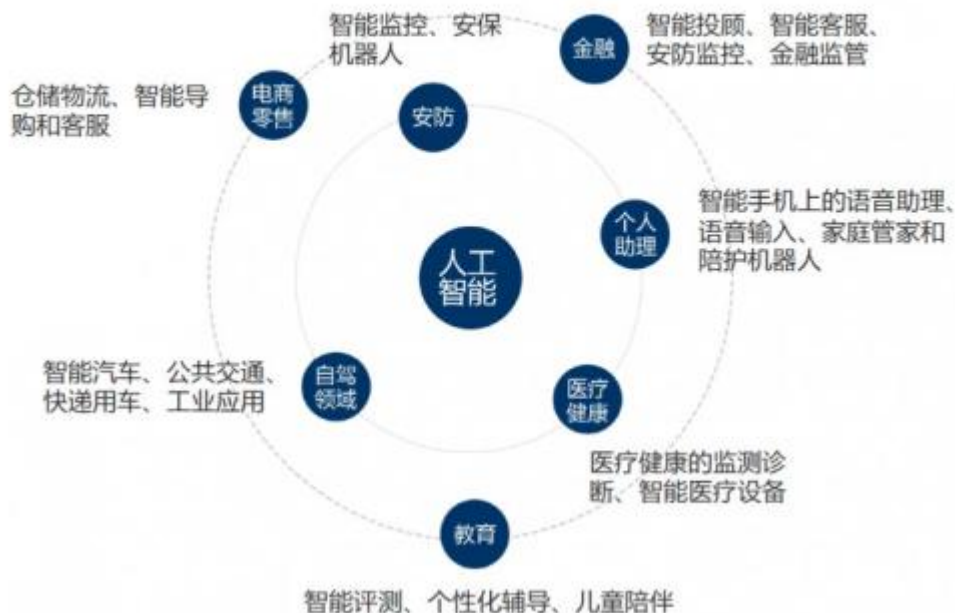 智能监控、安保
机器人
金融
智能投顾、智能客服、
安防监控、金融监管
仓储物流、智能导
购和客服
电商
零售
安防
个人
助理
智能手机上的语音助理、
语音输入、家庭管家和
陪护机器人
人工
智能
智能汽车、公共交通、
快递用车、工业应用
自驾
领域
医疗
健康
医疗健康的监测诊
断、智能医疗设备
教育
智能评测、个性化辅导、儿童陪伴